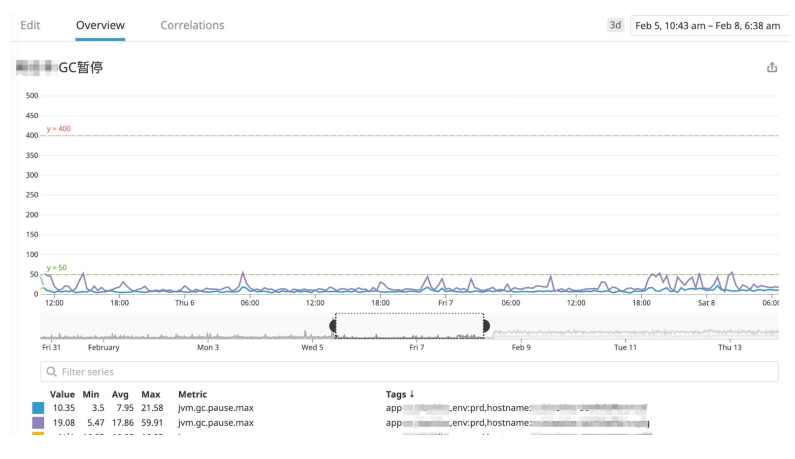 Edit Overview Correlations 3d Feb 5, 10:43 am – Feb 8, 6:38 am
GC暂停
500
450
y = 400
400
350
300
250
200
150
100
y = 50
50
0
12:00 18:00 Thu 6 06:00 12:00 18:00 Fri 7 06:00 12:00 18:00 Sat 8 06:00
Fri 31 February Mon 3 Wed 5 Fri 7 Feb 9 Tue 11 Thu 13
Filter series
Value Min Avg Max Metric Tags ↓
10.35 3.5 7.95 21.58 jvm.gc.pause.max app ,env:prd,hostname:
19.08 5.47 17.86 59.91 jvm.gc.pause.max app ,env:prd,hostname: